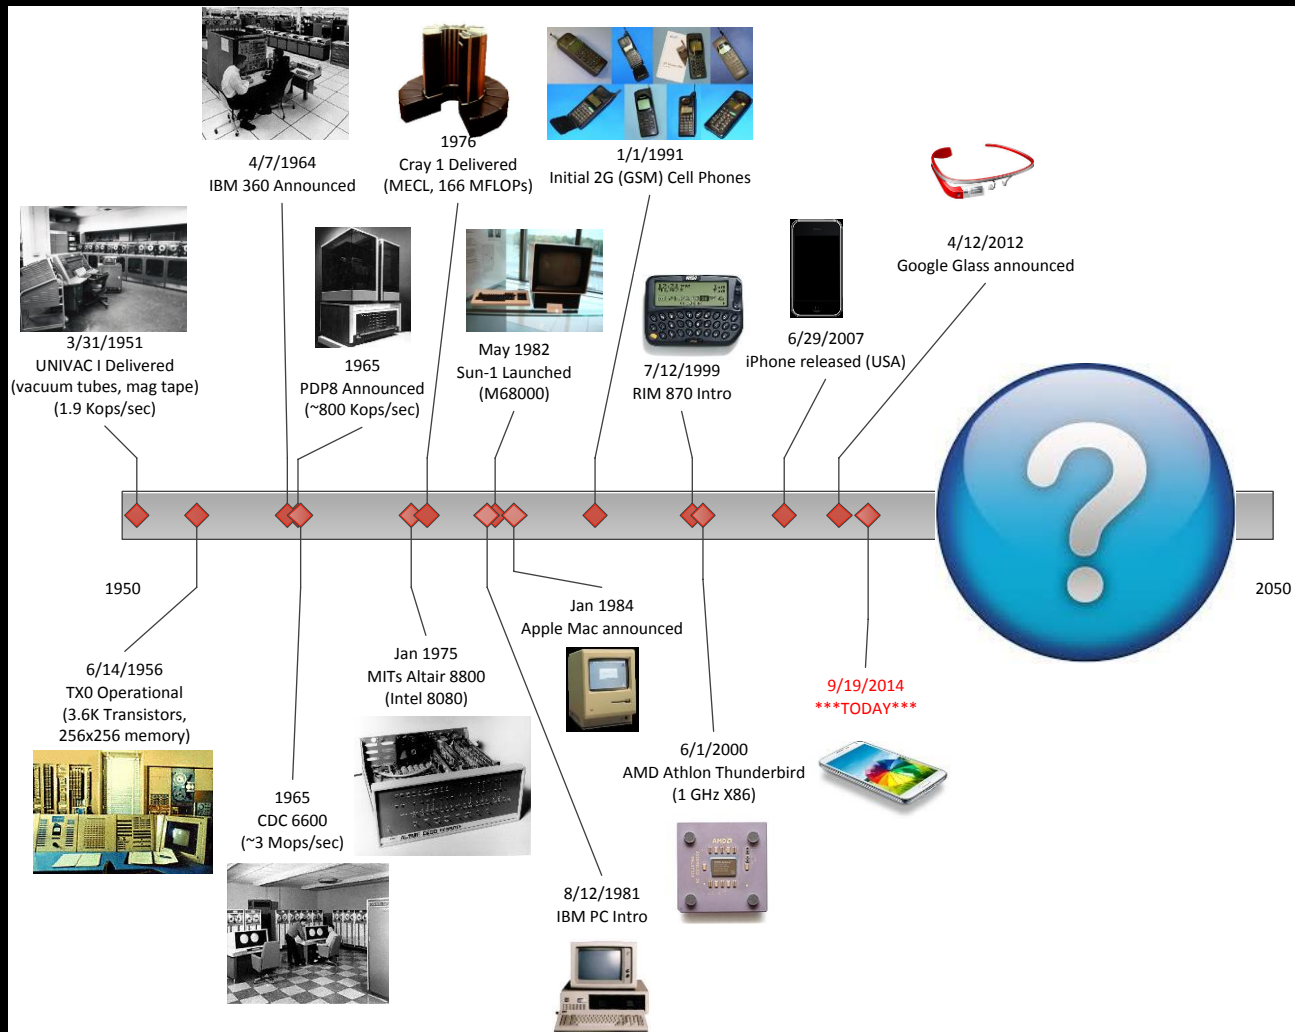 4/7/1964
IBM 360 Announced
1976
Cray 1 Delivered
(MECL, 166 MFLOPs)
1/1/1991
Initial 2G (GSM) Cell Phones
4/12/2012
Google Glass announced
3/31/1951
UNIVAC I Delivered
(vacuum tubes, mag tape)
(1.9 Kops/sec)
1965
PDP8 Announced
(~800 Kops/sec)
May 1982
Sun-1 Launched
(M68000)
7/12/1999
RIM 870 Intro
6/29/2007
iPhone released (USA)
?
1950
2050
6/14/1956
TX0 Operational
(3.6K Transistors,
256x256 memory)
1965
CDC 6600
(~3 Mops/sec)
Jan 1975
MITs Altair 8800
(Intel 8080)
ALTAIR 8800 COMPUTER
Jan 1984
Apple Mac announced
8/12/1981
IBM PC Intro
6/1/2000
AMD Athlon Thunderbird
(1 GHz X86)
AMD
9/19/2014
***TODAY***